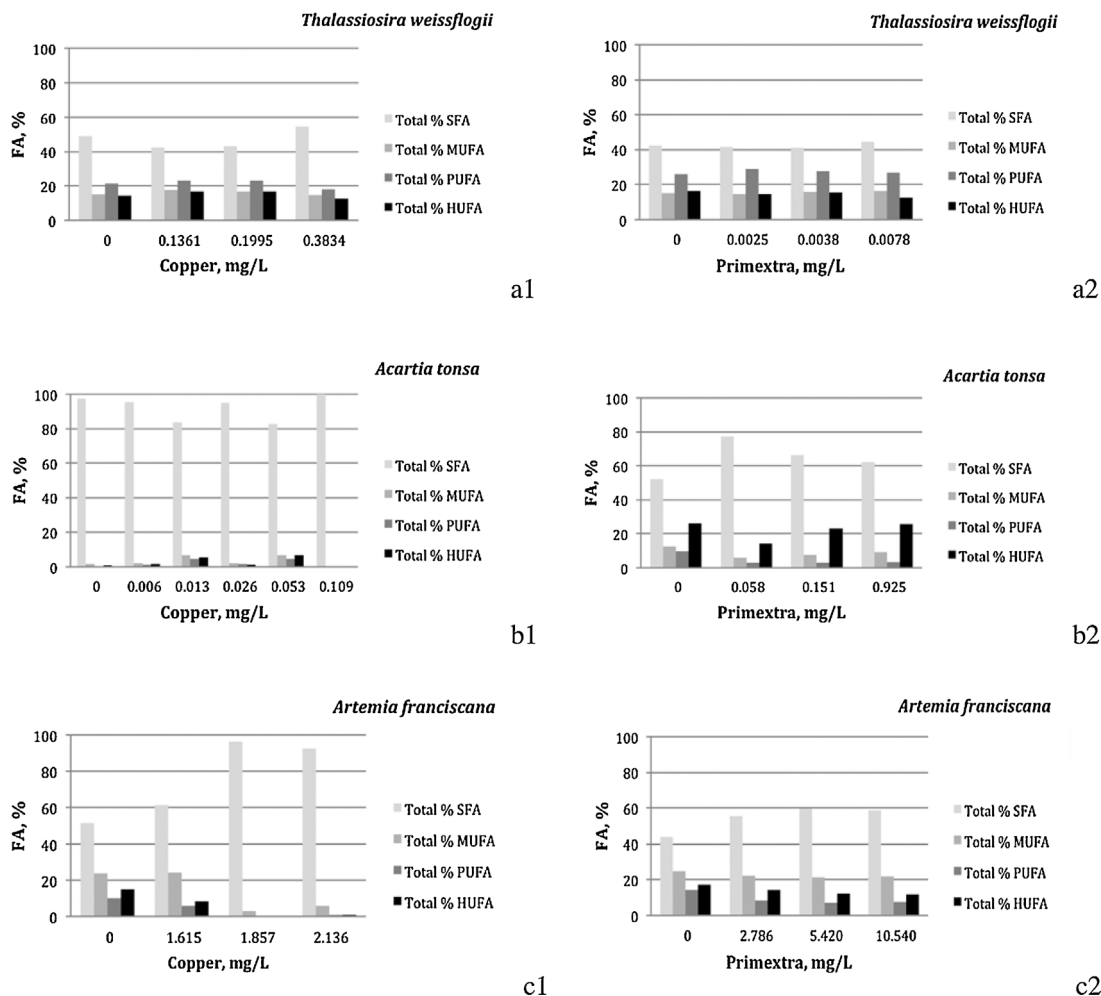 Thalassiosira weissflogii
FA, %
100
80
60
40
20
0
0 0.1361 0.1995 0.3834
Copper, mg/L
Total % SFA
Total % MUFA
Total % PUFA
Total % HUFA
a1
Thalassiosira weissflogii
FA, %
100
80
60
40
20
0
0 0.0025 0.0038 0.0078
Primextra, mg/L
Total % SFA
Total % MUFA
Total % PUFA
Total % HUFA
a2
Acartia tonsa
FA, %
100
80
60
40
20
0
0 0.006 0.013 0.026 0.053 0.109
Copper, mg/L
Total % SFA
Total % MUFA
Total % PUFA
Total % HUFA
b1
Acartia tonsa
FA, %
100
80
60
40
20
0
0 0.058 0.151 0.925
Primextra, mg/L
Total % SFA
Total % MUFA
Total % PUFA
Total % HUFA
b2
Artemia franciscana
FA, %
100
80
60
40
20
0
0 1.615 1.857 2.136
Copper, mg/L
Total % SFA
Total % MUFA
Total % PUFA
Total % HUFA
c1
Artemia franciscana
FA, %
100
80
60
40
20
0
0 2.786 5.420 10.540
Primextra, mg/L
Total % SFA
Total % MUFA
Total % PUFA
Total % HUFA
c2